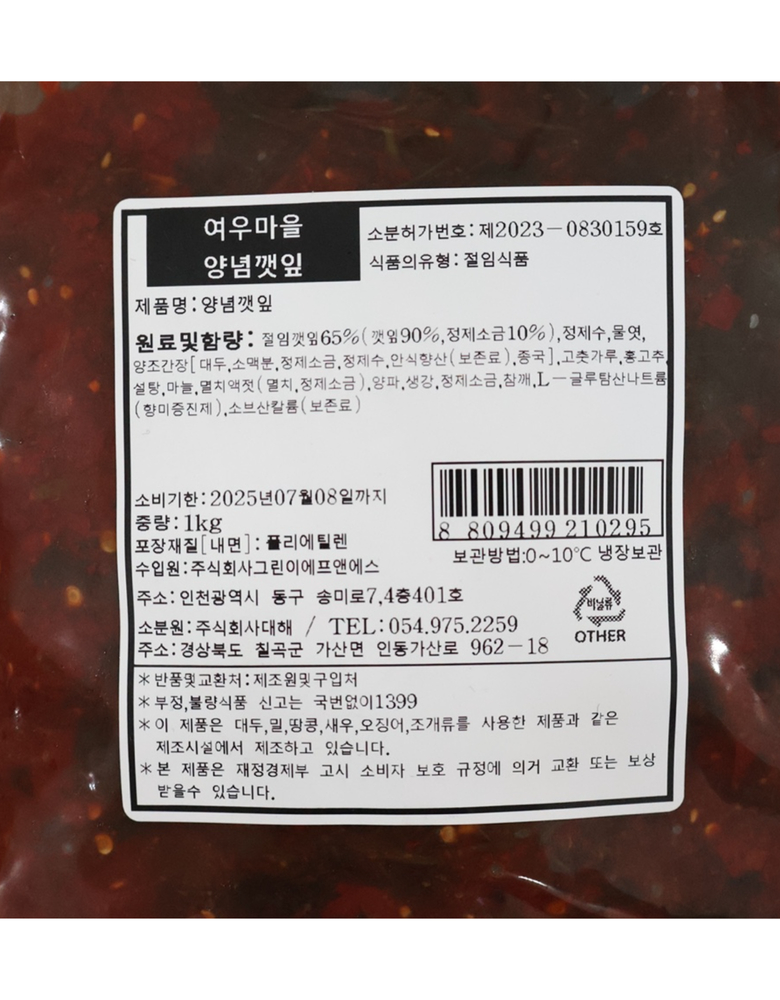 여우마을
양념깻잎
소분허가번호:제2023-0830159호
식품의유형:절임식품
제품명:양념깻잎
원료및함량: 절임깻잎65%(깻잎90%,정제소금10%),정제수,물엿,
양조간장[대두,소맥분,정제소금,정제수,안식향산(보존료),중국],고춧가루,홍고추,
설탕,마늘,멸치액젓(멸치,정제소금),양파,생강,정제소금,참깨,L-글루탐산나트륨
(향미증진제),소브산칼륨(보존료)
소비기한:2025년07월08일까지
중량:1kg
포장재질[내면]:폴리에틸렌
8 809499 210295
보관방법:0~10℃ 냉장보관
수입원:주식회사그린이에프앤에스
주소:인천광역시 동구 송미로7,4층401호
소분원:주식회사대해 / TEL:054.975.2259
주소:경상북도 칠곡군 가산면 인동가산로 962-18
비닐류
OTHER
*반품및교환처:제조원및구입처
*부정,불량식품 신고는 국번없이1399
*이 제품은 대두,밀,땅콩,새우,오징어,조개류를 사용한 제품과 같은
제조시설에서 제조하고 있습니다.
*본 제품은 재정경제부 고시 소비자 보호 규정에 의거 교환 또는 보상
받을수 있습니다.